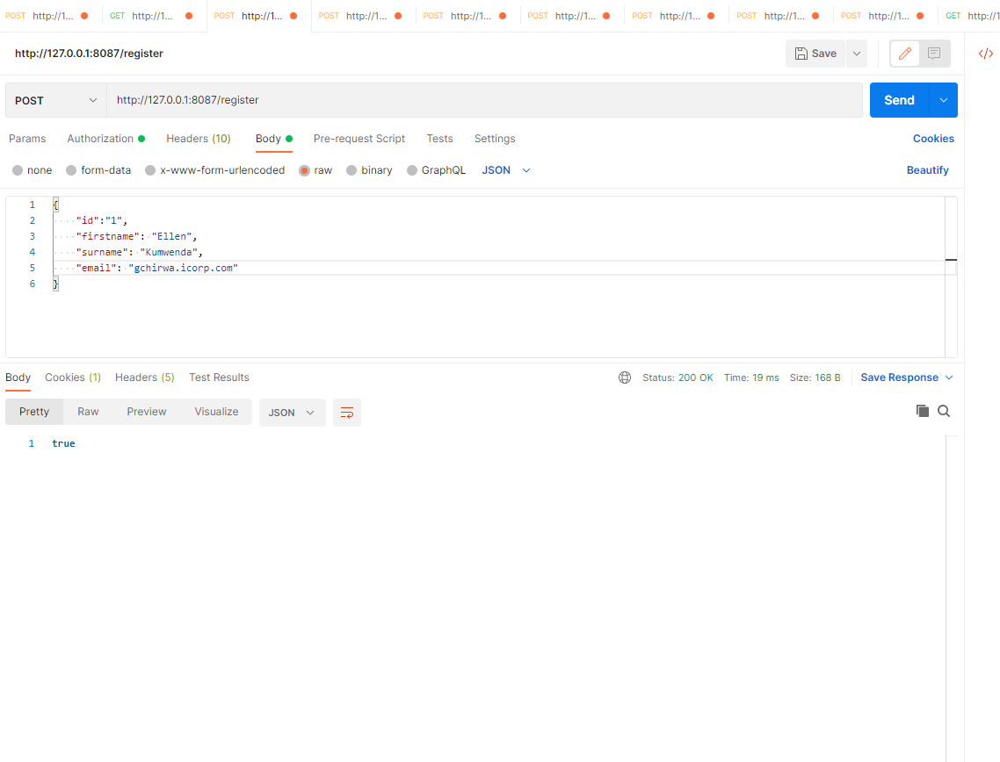 POST http://1... GET http://1... POST http://1... POST http://1... POST http://1... POST http://1... POST http://1... POST http://1... POST http://1... GET http://1
http://127.0.0.1:8087/register Save
POST http://127.0.0.1:8087/register Send
Params Authorization Headers (10) Body Pre-request Script Tests Settings Cookies
none form-data x-www-form-urlencoded raw binary GraphQL JSON Beautify
1 {
2 ····"id":"1",
3 ····"firstname":·"Ellen",
4 ····"surname":·"Kumwenda",
5 ····"email":·"gchirwa.icorp.com"
6 }
Body Cookies (1) Headers (5) Test Results Status: 200 OK Time: 19 ms Size: 168 B Save Response
Pretty Raw Preview Visualize JSON
1 true